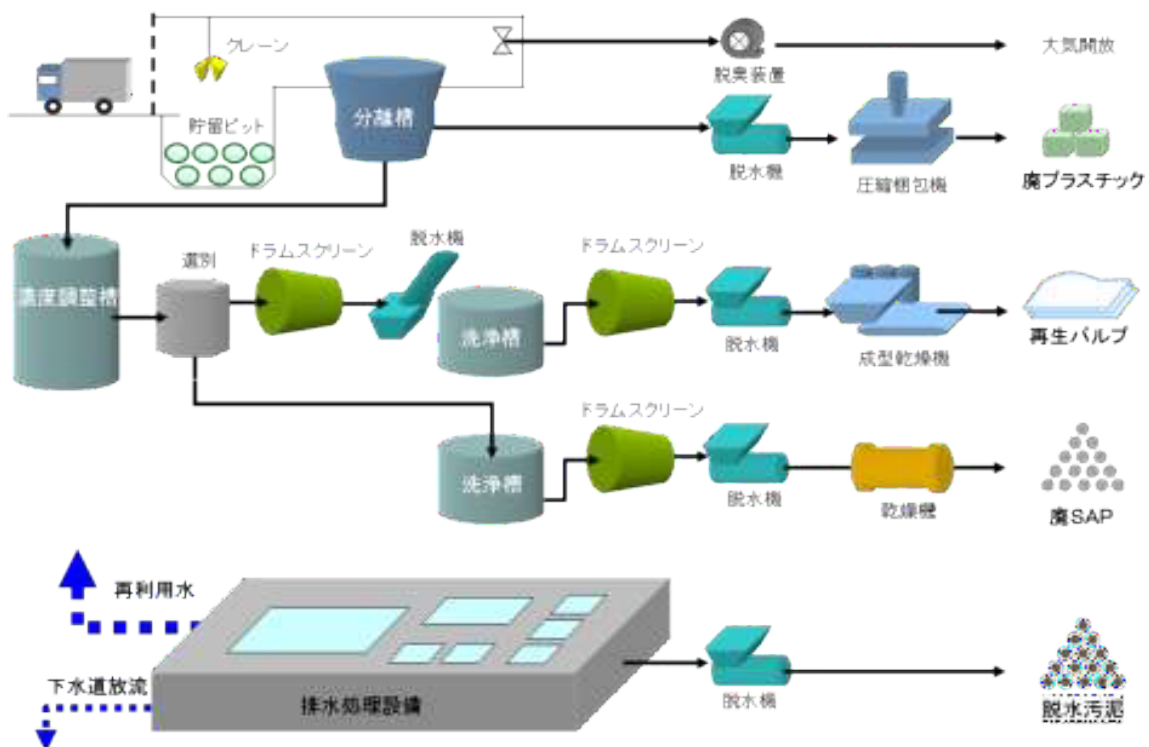 クレーン
脱臭装置
大気開放
分離槽
貯留ピット
脱水機
圧縮梱包機
廃プラスチック
濃度調整槽
選別
ドラムスクリーン
脱水機
洗浄槽
ドラムスクリーン
脱水機
成型乾燥機
再生パルプ
洗浄槽
ドラムスクリーン
脱水機
乾燥機
廃SAP
再利用水
下水道放流
排水処理設備
脱水機
脱水汚泥